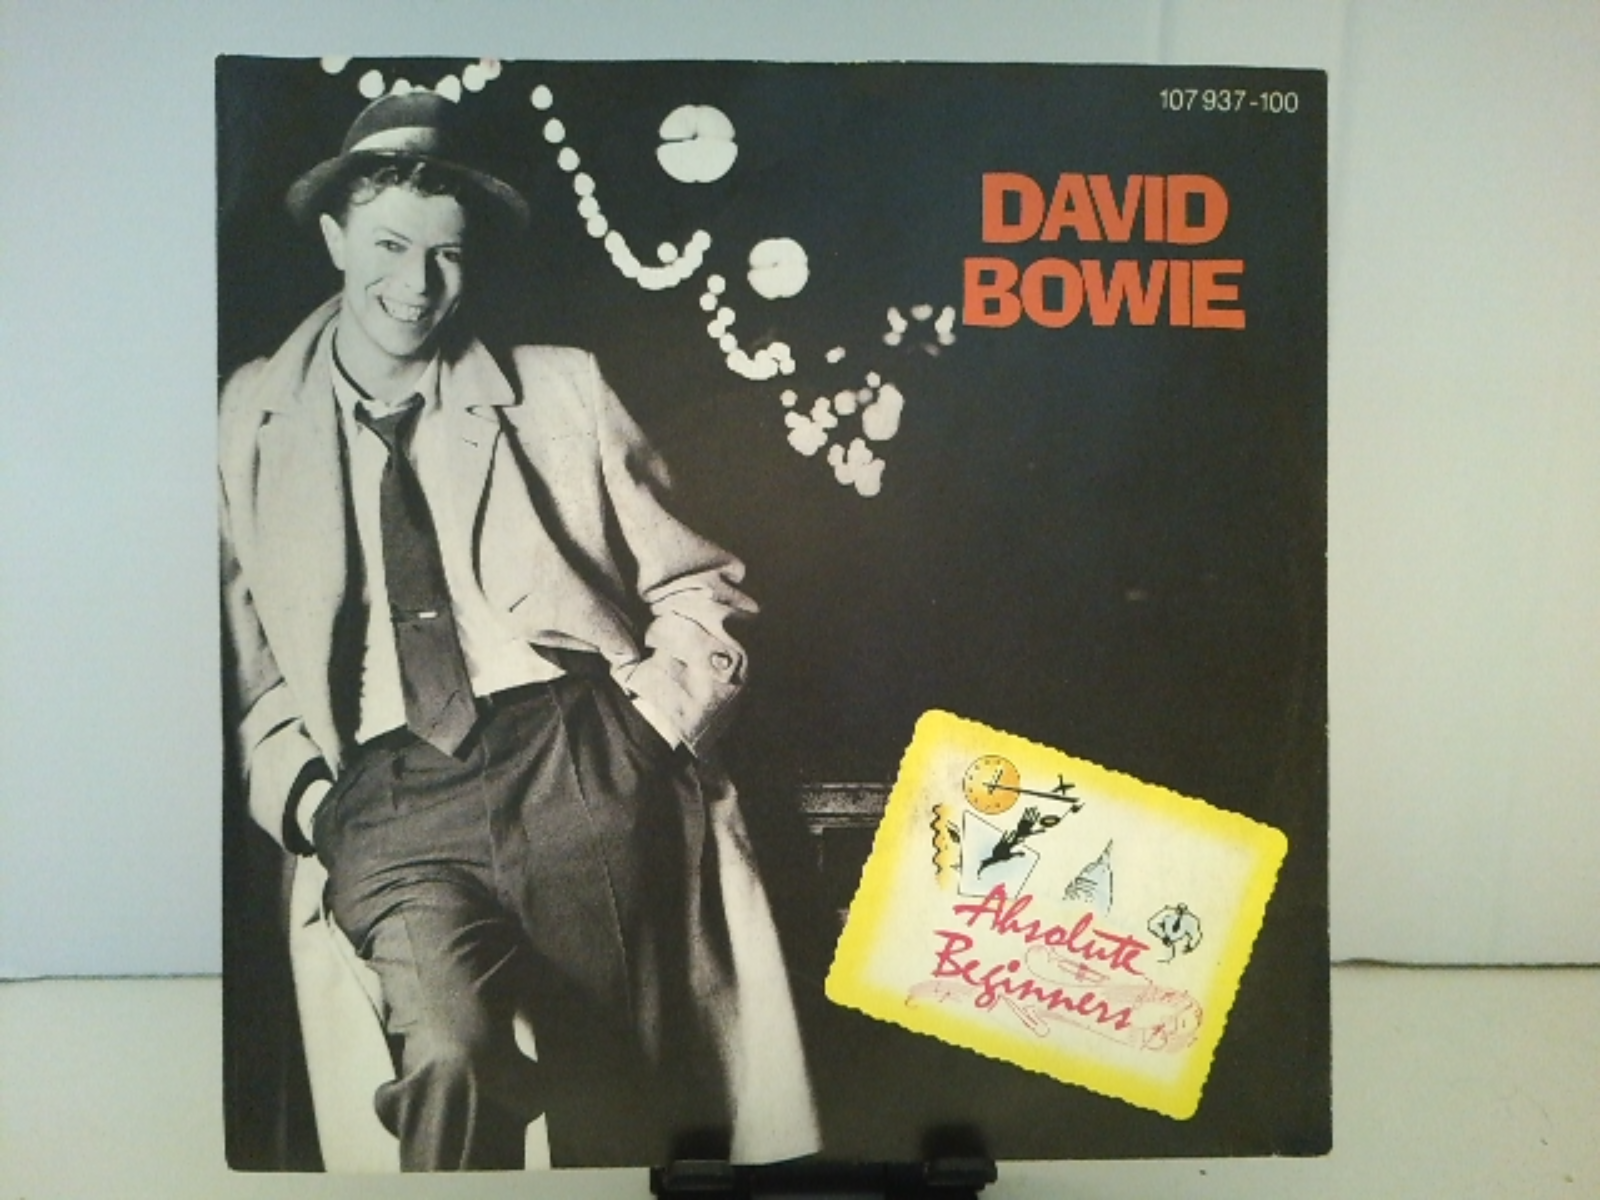 107 937-100
DAVID
BOWIE
Absolute
Beginners